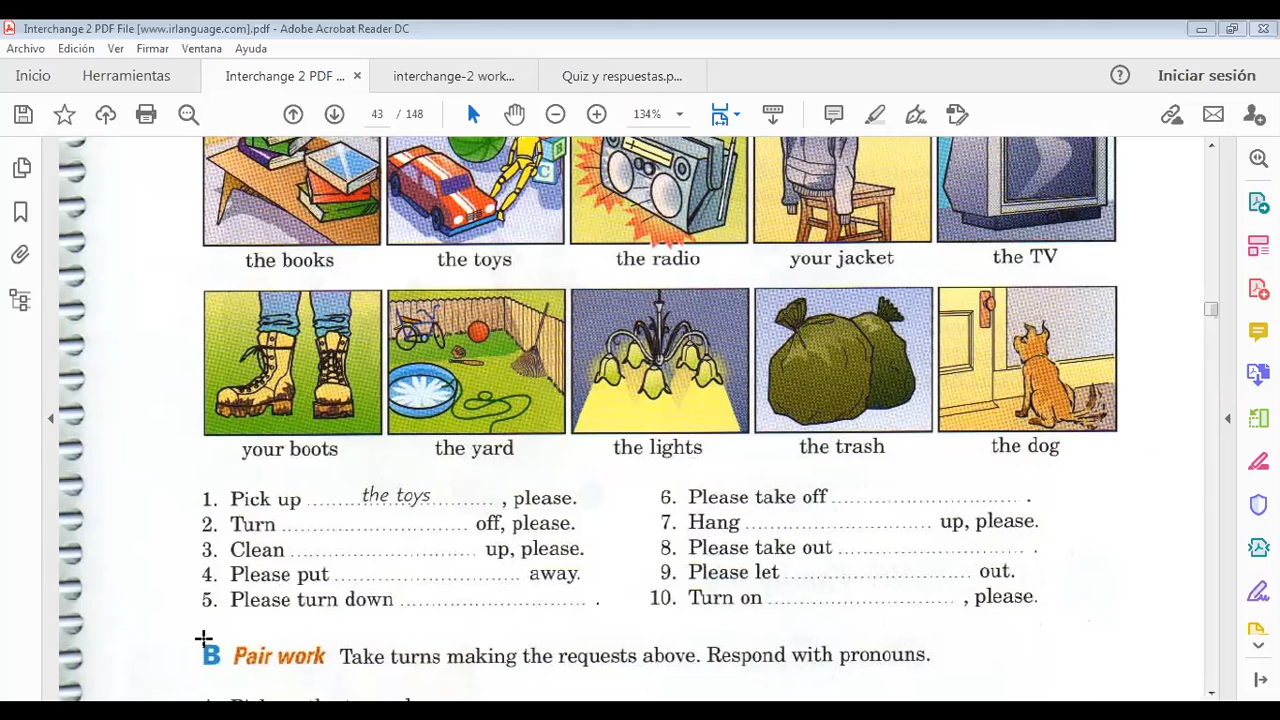 Interchange 2 PDF File [www.irlanguage.com].pdf - Adobe Acrobat Reader DC
Archivo Edición Ver Firmar Ventana Ayuda
Inicio Herramientas Interchange 2 PDF ... × interchange-2 work... Quiz y respuestas.p... Iniciar sesión
43 / 148 134%
B
C
the books the toys the radio your jacket the TV
your boots the yard the lights the trash the dog
1. Pick up ........the toys........ , please.
2. Turn ........................ off, please.
3. Clean ........................ up, please.
4. Please put ........................ away.
5. Please turn down ........................ .
6. Please take off ........................ .
7. Hang ........................ up, please.
8. Please take out ........................ .
9. Please let ........................ out.
10. Turn on ........................ , please.
B Pair work Take turns making the requests above. Respond with pronouns.